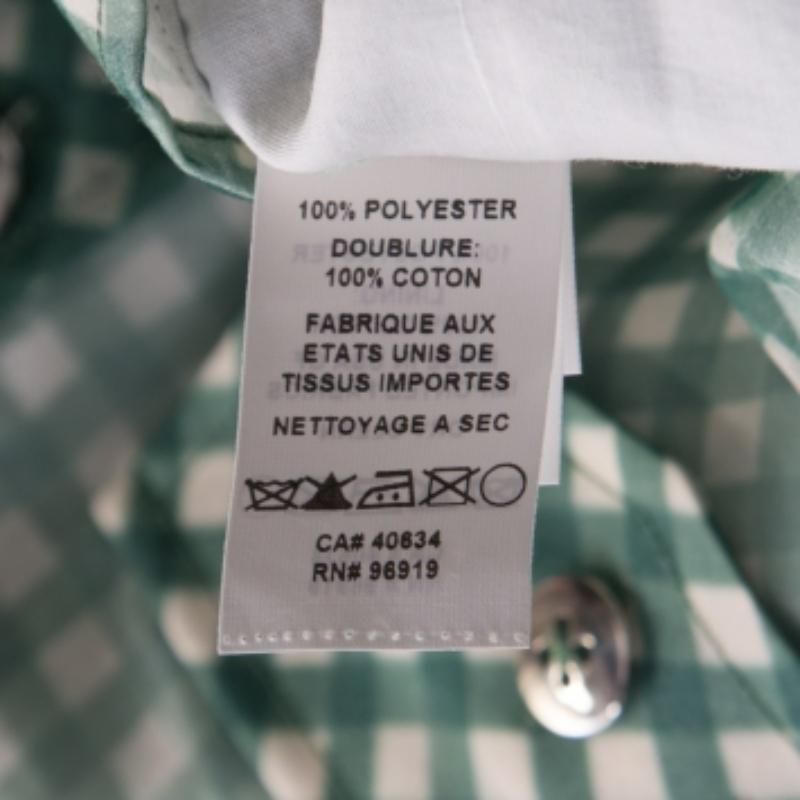 100% POLYESTER
DOUBLURE:
100% COTON
FABRIQUE AUX
ETATS UNIS DE
TISSUS IMPORTES
NETTOYAGE A SEC
CA# 40634
RN# 96919